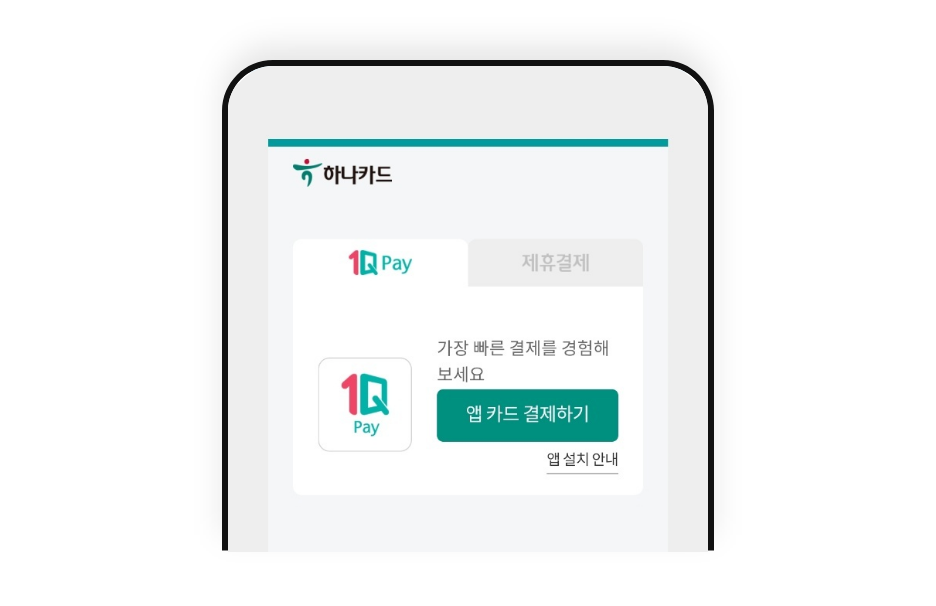 하나카드
1Q Pay
제휴결제
가장 빠른 결제를 경험해
보세요
1Q
Pay
앱 카드 결제하기
앱 설치 안내